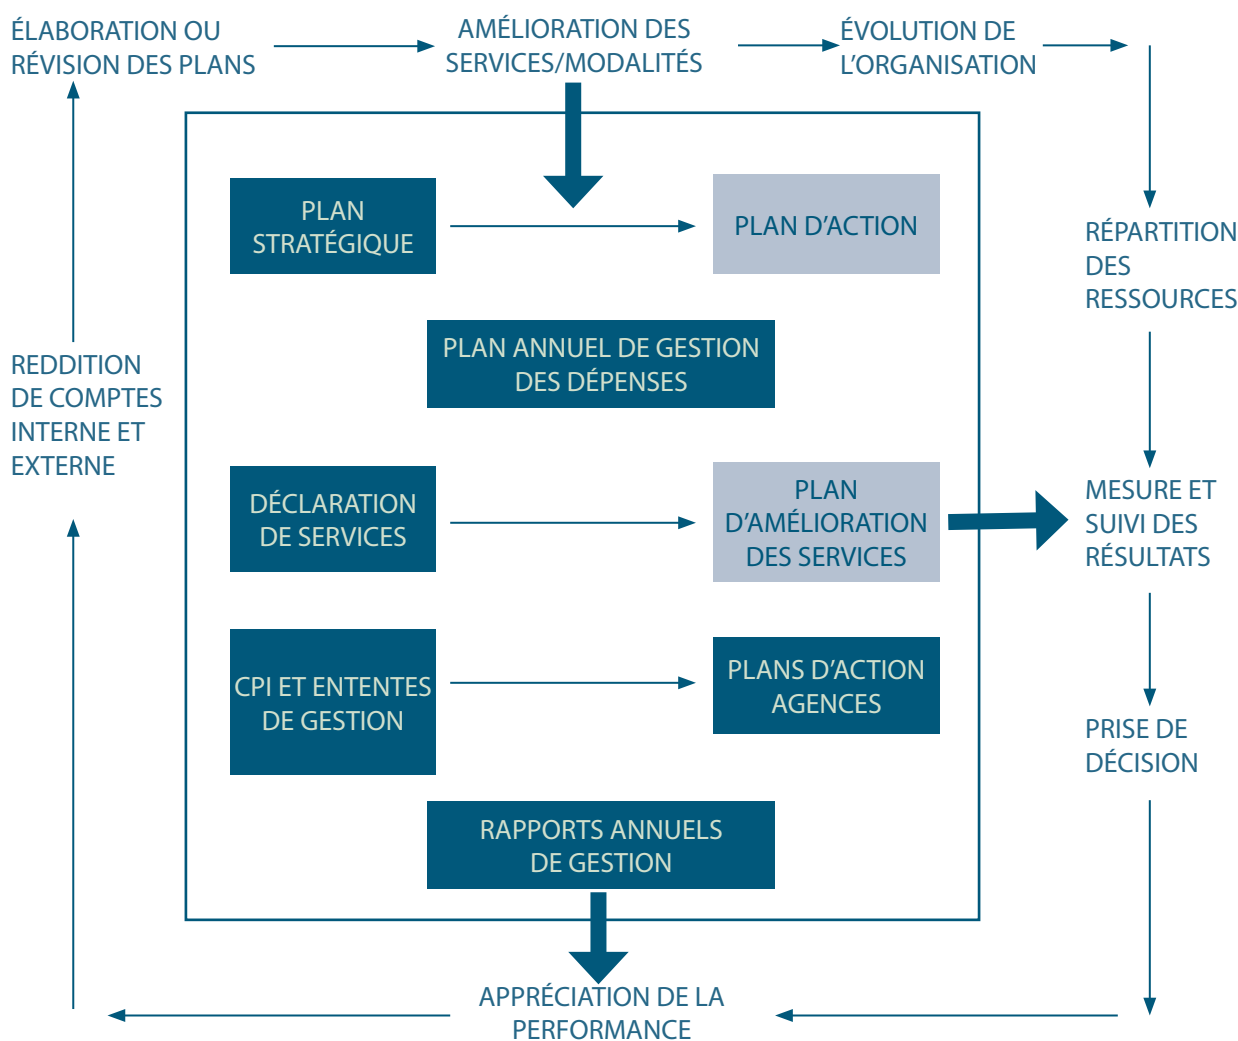 ÉLABORATION OU
RÉVISION DES PLANS
AMÉLIORATION DES
SERVICES/MODALITÉS
ÉVOLUTION DE
L'ORGANISATION
PLAN
STRATÉGIQUE
PLAN D'ACTION
RÉPARTITION
DES
RESSOURCES
PLAN ANNUEL DE GESTION
DES DÉPENSES
REDDITION
DE COMPTES
INTERNE ET
EXTERNE
DÉCLARATION
DE SERVICES
PLAN
D'AMÉLIORATION
DES SERVICES
MESURE ET
SUIVI DES
RÉSULTATS
CPI ET ENTENTES
DE GESTION
PLANS D'ACTION
AGENCES
PRISE DE
DÉCISION
RAPPORTS ANNUELS
DE GESTION
APPRÉCIATION DE LA
PERFORMANCE